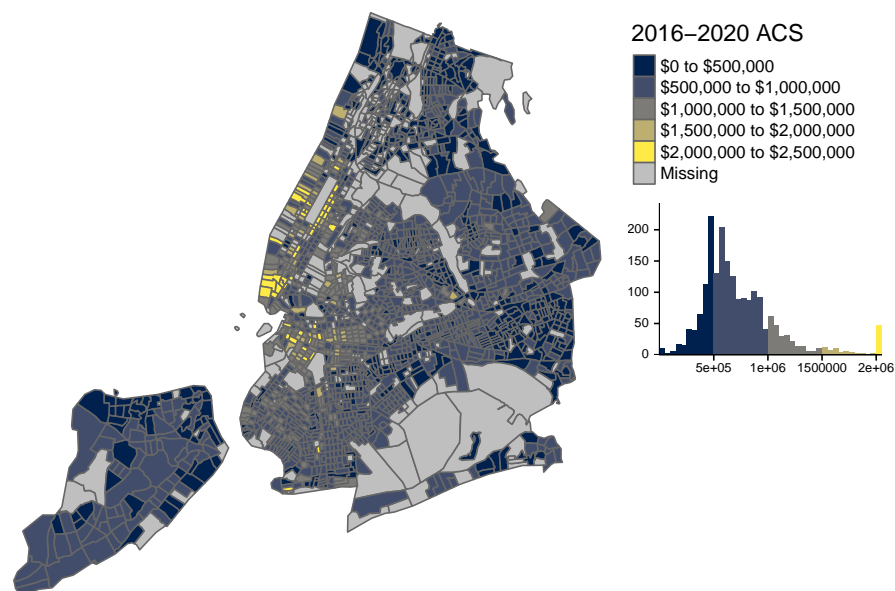 2016–2020 ACS
$0 to $500,000
$500,000 to $1,000,000
$1,000,000 to $1,500,000
$1,500,000 to $2,000,000
$2,000,000 to $2,500,000
Missing
200
150
100
50
0
5e+05 1e+06 1500000 2e+06